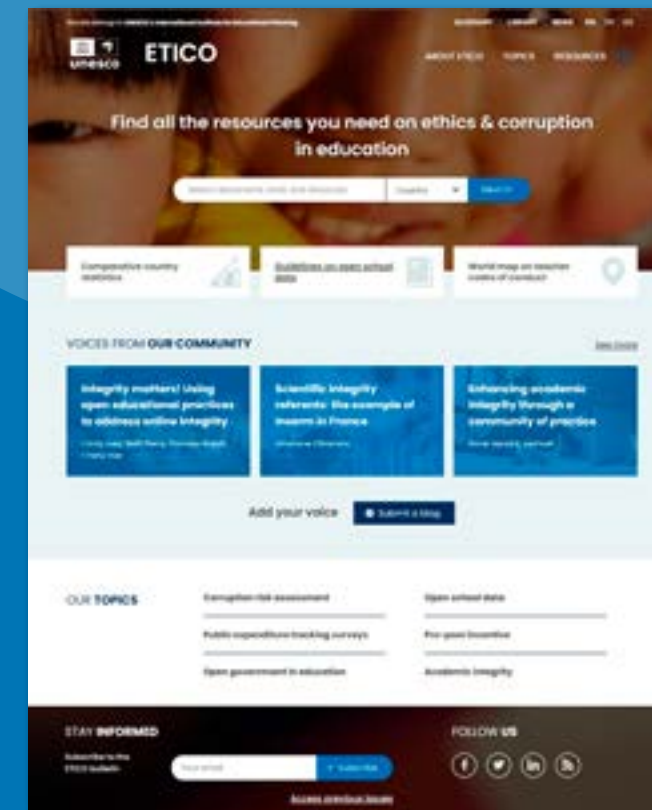 unesco
ETICO
ABOUT ETICO TOPICS RESOURCES
Find all the resources you need on ethics & corruption
in education
Country
Comparative country
statistics
Guidelines on open school
data
World map on teacher
codes of conduct
VOICES FROM OUR COMMUNITY
See more
Integrity matters! Using
open educational practices
to address online integrity
Scientific integrity
referents: the example of
Inserm in France
Enhancing academic
integrity through a
community of practice
Add your voice
Submit a blog
OUR TOPICS
Corruption risk assessment
Open school data
Public expenditure tracking surveys
Pro-poor incentive
Open government in education
Academic integrity
STAY INFORMED
FOLLOW US
Subscribe to the
ETICO bulletin
Your email
Subscribe
Access previous issues